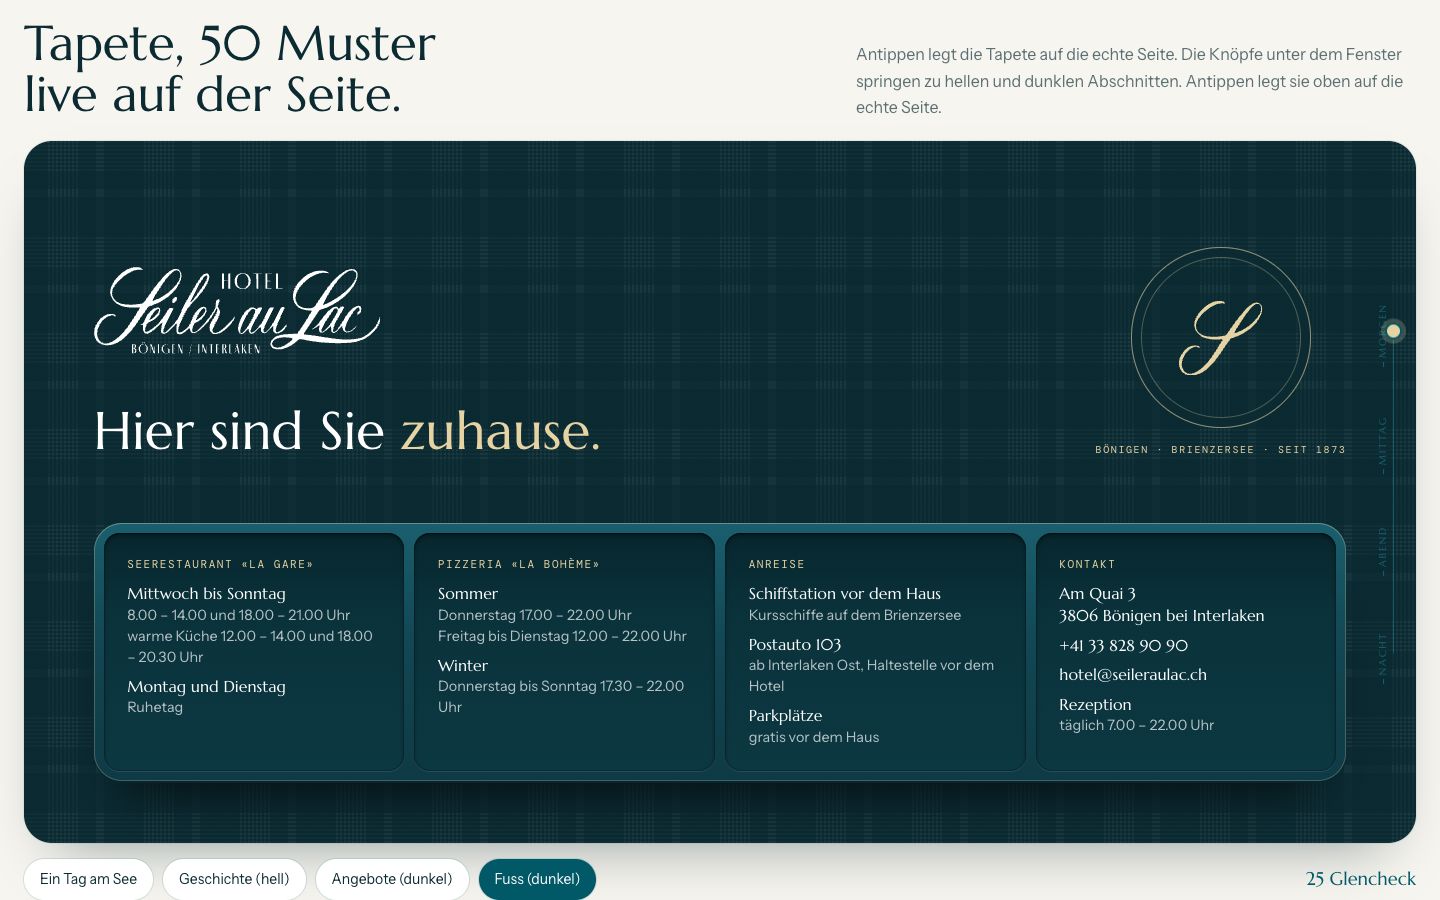 Tapete, 50 Muster
live auf der Seite.
Antippen legt die Tapete auf die echte Seite. Die Knöpfe unter dem Fenster
springen zu hellen und dunklen Abschnitten. Antippen legt sie oben auf die
echte Seite.
HOTEL
Seiler au Lac
BÖNIGEN / INTERLAKEN
S
Hier sind Sie zuhause.
BÖNIGEN · BRIENZERSEE · SEIT 1873
– MORGEN
– MITTAG
– ABEND
– NACHT
SEERESTAURANT «LA GARE»
Mittwoch bis Sonntag
8.00 – 14.00 und 18.00 – 21.00 Uhr
warme Küche 12.00 – 14.00 und 18.00
– 20.30 Uhr
Montag und Dienstag
Ruhetag
PIZZERIA «LA BOHÈME»
Sommer
Donnerstag 17.00 – 22.00 Uhr
Freitag bis Dienstag 12.00 – 22.00 Uhr
Winter
Donnerstag bis Sonntag 17.30 – 22.00
Uhr
ANREISE
Schiffstation vor dem Haus
Kursschiffe auf dem Brienzersee
Postauto 103
ab Interlaken Ost, Haltestelle vor dem
Hotel
Parkplätze
gratis vor dem Haus
KONTAKT
Am Quai 3
3806 Bönigen bei Interlaken
+41 33 828 90 90
hotel@seileraulac.ch
Rezeption
täglich 7.00 – 22.00 Uhr
Ein Tag am See
Geschichte (hell)
Angebote (dunkel)
Fuss (dunkel)
25 Glencheck